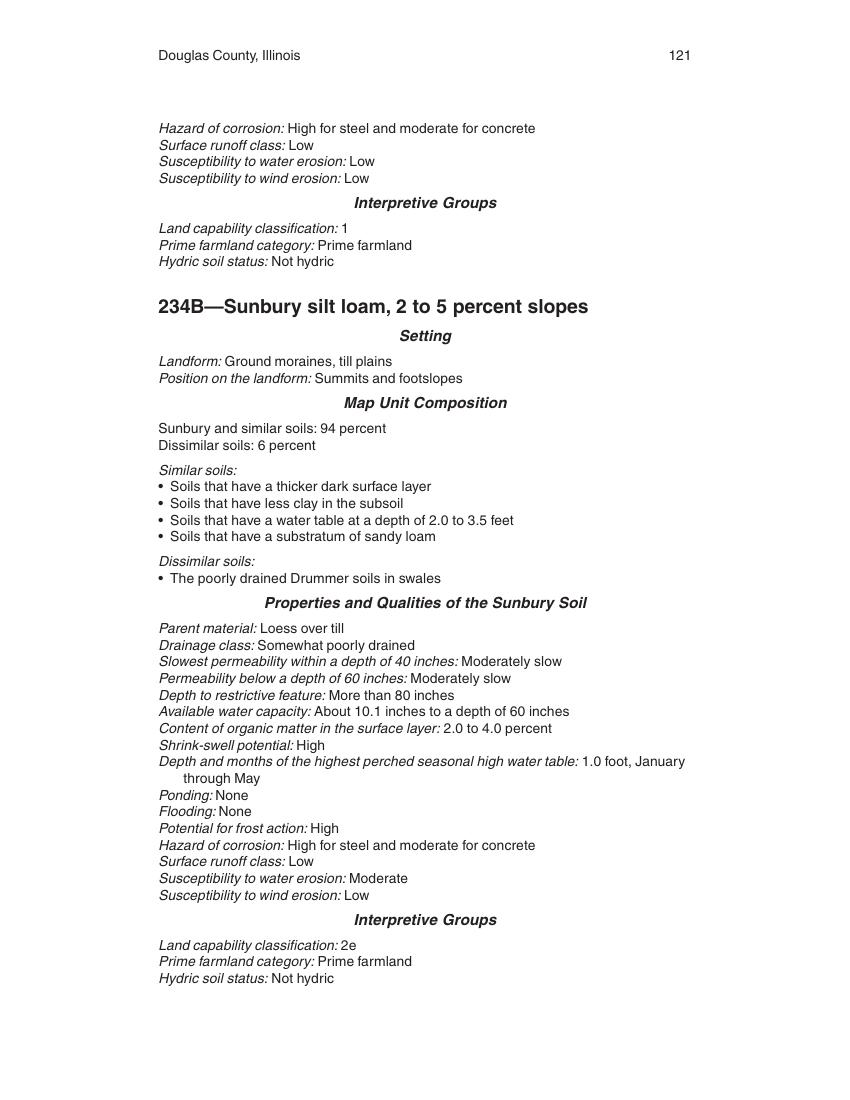 Douglas County, Illinois 121
Hazard of corrosion: High for steel and moderate for concrete
Surface runoff class: Low
Susceptibility to water erosion: Low
Susceptibility to wind erosion: Low
Interpretive Groups
Land capability classification: 1
Prime farmland category: Prime farmland
Hydric soil status: Not hydric
234B—Sunbury silt loam, 2 to 5 percent slopes
Setting
Landform: Ground moraines, till plains
Position on the landform: Summits and footslopes
Map Unit Composition
Sunbury and similar soils: 94 percent
Dissimilar soils: 6 percent
Similar soils:
• Soils that have a thicker dark surface layer
• Soils that have less clay in the subsoil
• Soils that have a water table at a depth of 2.0 to 3.5 feet
• Soils that have a substratum of sandy loam
Dissimilar soils:
• The poorly drained Drummer soils in swales
Properties and Qualities of the Sunbury Soil
Parent material: Loess over till
Drainage class: Somewhat poorly drained
Slowest permeability within a depth of 40 inches: Moderately slow
Permeability below a depth of 60 inches: Moderately slow
Depth to restrictive feature: More than 80 inches
Available water capacity: About 10.1 inches to a depth of 60 inches
Content of organic matter in the surface layer: 2.0 to 4.0 percent
Shrink-swell potential: High
Depth and months of the highest perched seasonal high water table: 1.0 foot, January
through May
Ponding: None
Flooding: None
Potential for frost action: High
Hazard of corrosion: High for steel and moderate for concrete
Surface runoff class: Low
Susceptibility to water erosion: Moderate
Susceptibility to wind erosion: Low
Interpretive Groups
Land capability classification: 2e
Prime farmland category: Prime farmland
Hydric soil status: Not hydric